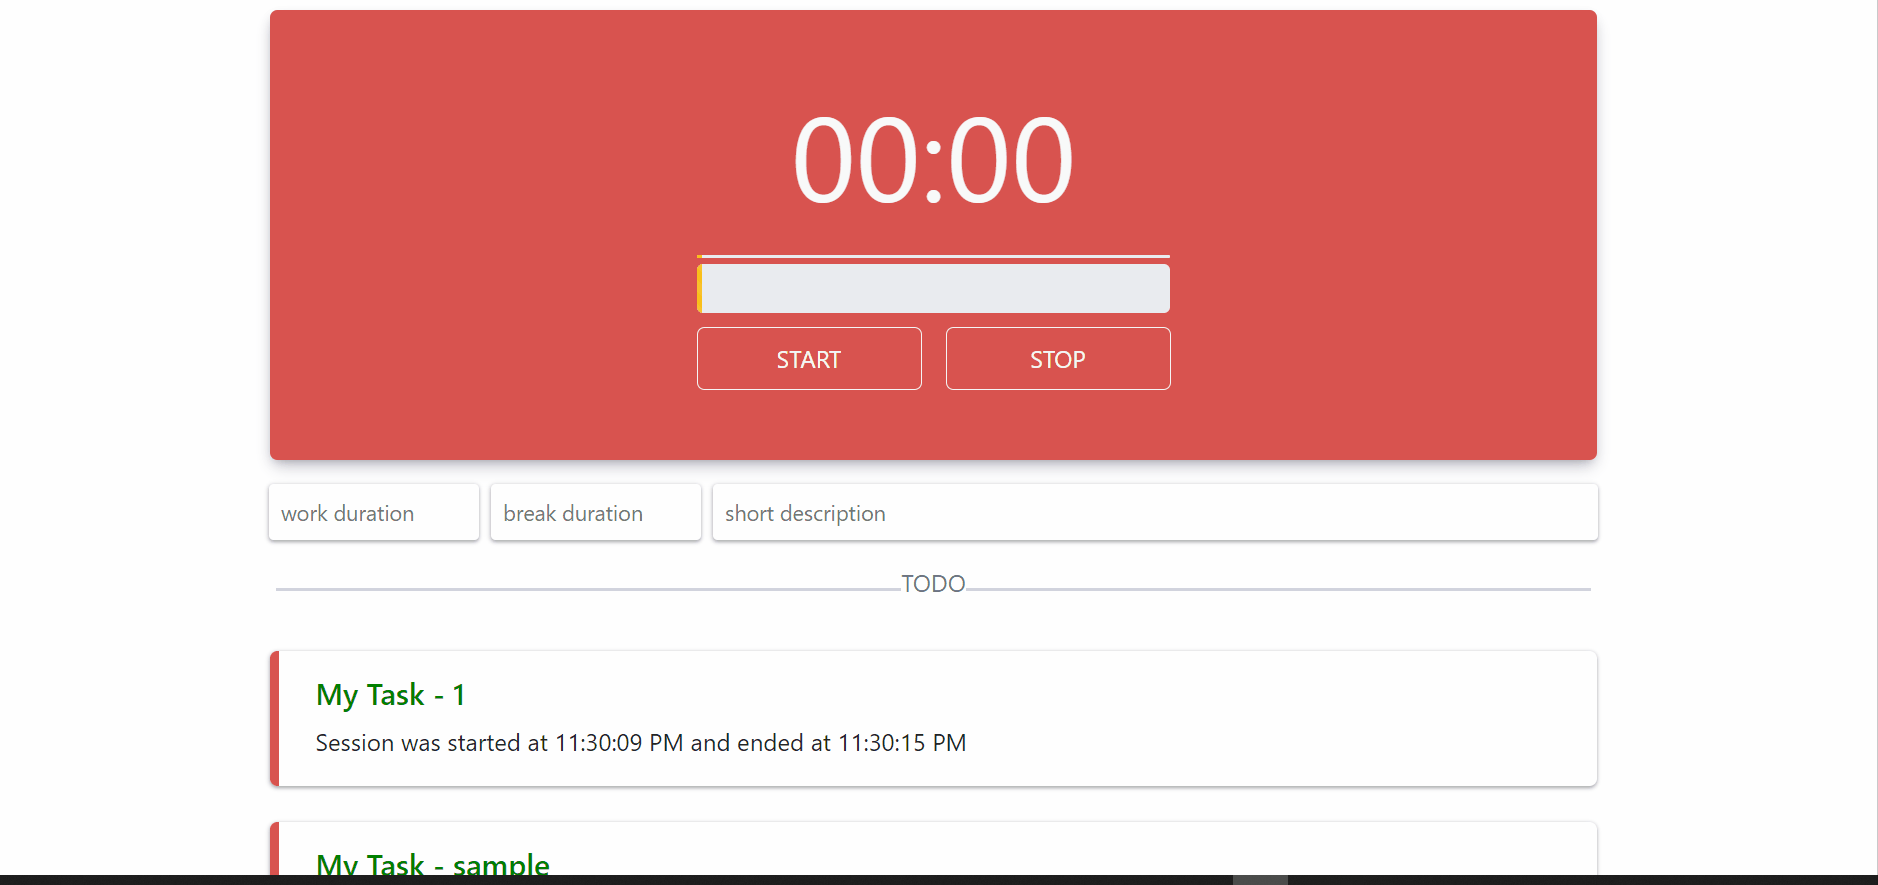 00:00
START STOP
work duration break duration short description
TODO
My Task - 1
Session was started at 11:30:09 PM and ended at 11:30:15 PM
My Task - sample